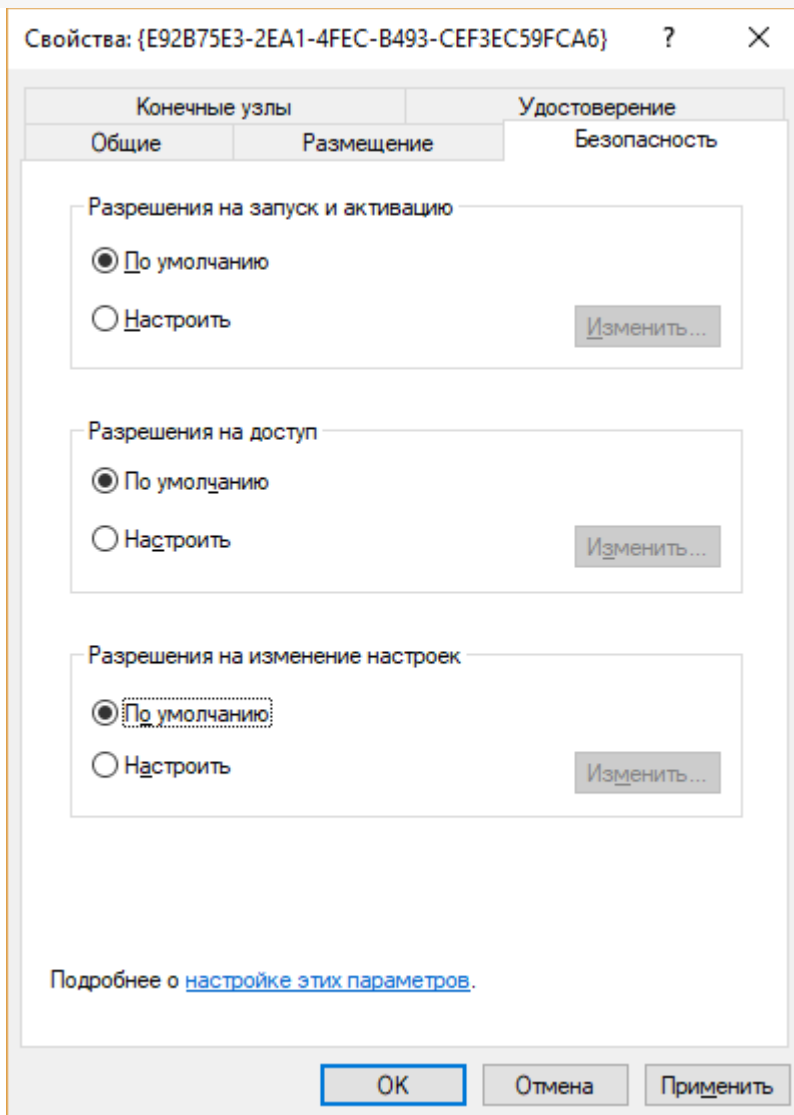 Свойства: {E92B75E3-2EA1-4FEC-B493-CEF3EC59FCA6} ?
Конечные узлы Удостоверение
Общие Размещение Безопасность
Разрешения на запуск и активацию
По умолчанию
Настроить Изменить...
Разрешения на доступ
По умолчанию
Настроить Изменить...
Разрешения на изменение настроек
По умолчанию
Настроить Изменить...
Подробнее о настройке этих параметров.
OK Отмена Применить